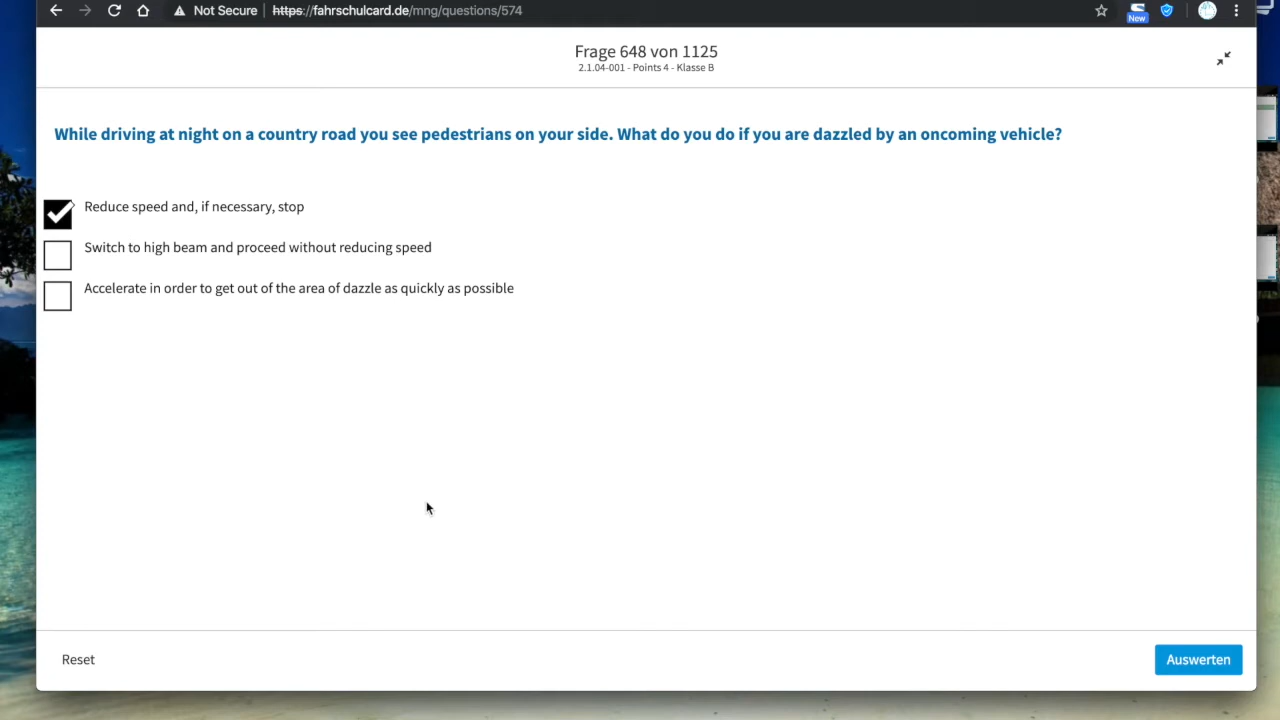 Not Secure | https://fahrschulcard.de/mng/questions/574
New
Frage 648 von 1125
2.1.04-001 - Points 4 - Klasse B
While driving at night on a country road you see pedestrians on your side. What do you do if you are dazzled by an oncoming vehicle?
Reduce speed and, if necessary, stop
Switch to high beam and proceed without reducing speed
Accelerate in order to get out of the area of dazzle as quickly as possible
Reset
Auswerten